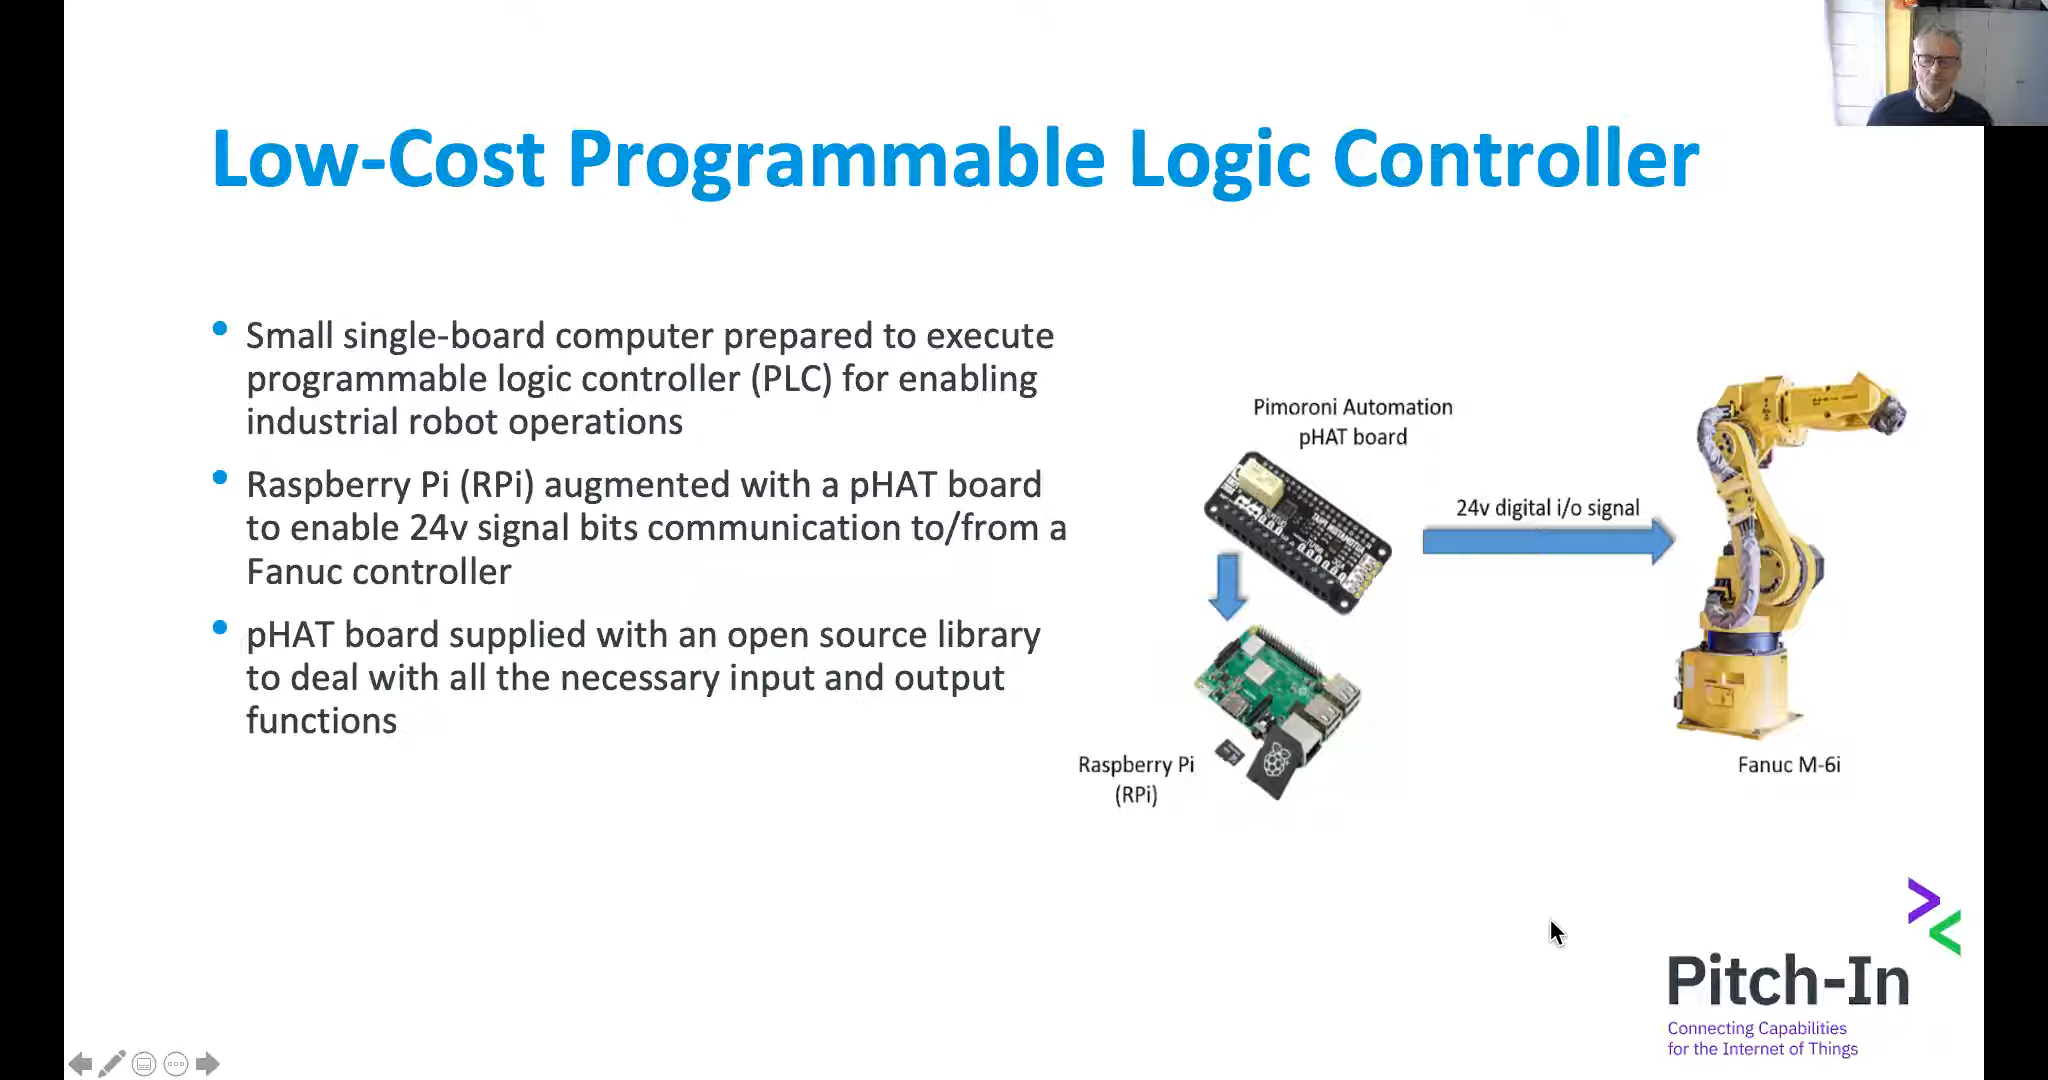 Low-Cost Programmable Logic Controller
• Small single-board computer prepared to execute
programmable logic controller (PLC) for enabling
industrial robot operations
• Raspberry Pi (RPi) augmented with a pHAT board
to enable 24v signal bits communication to/from a
Fanuc controller
• pHAT board supplied with an open source library
to deal with all the necessary input and output
functions
Pimoroni Automation
pHAT board
24v digital i/o signal
Raspberry Pi
(RPi)
Fanuc M-6i
Pitch-In
Connecting Capabilities
for the Internet of Things